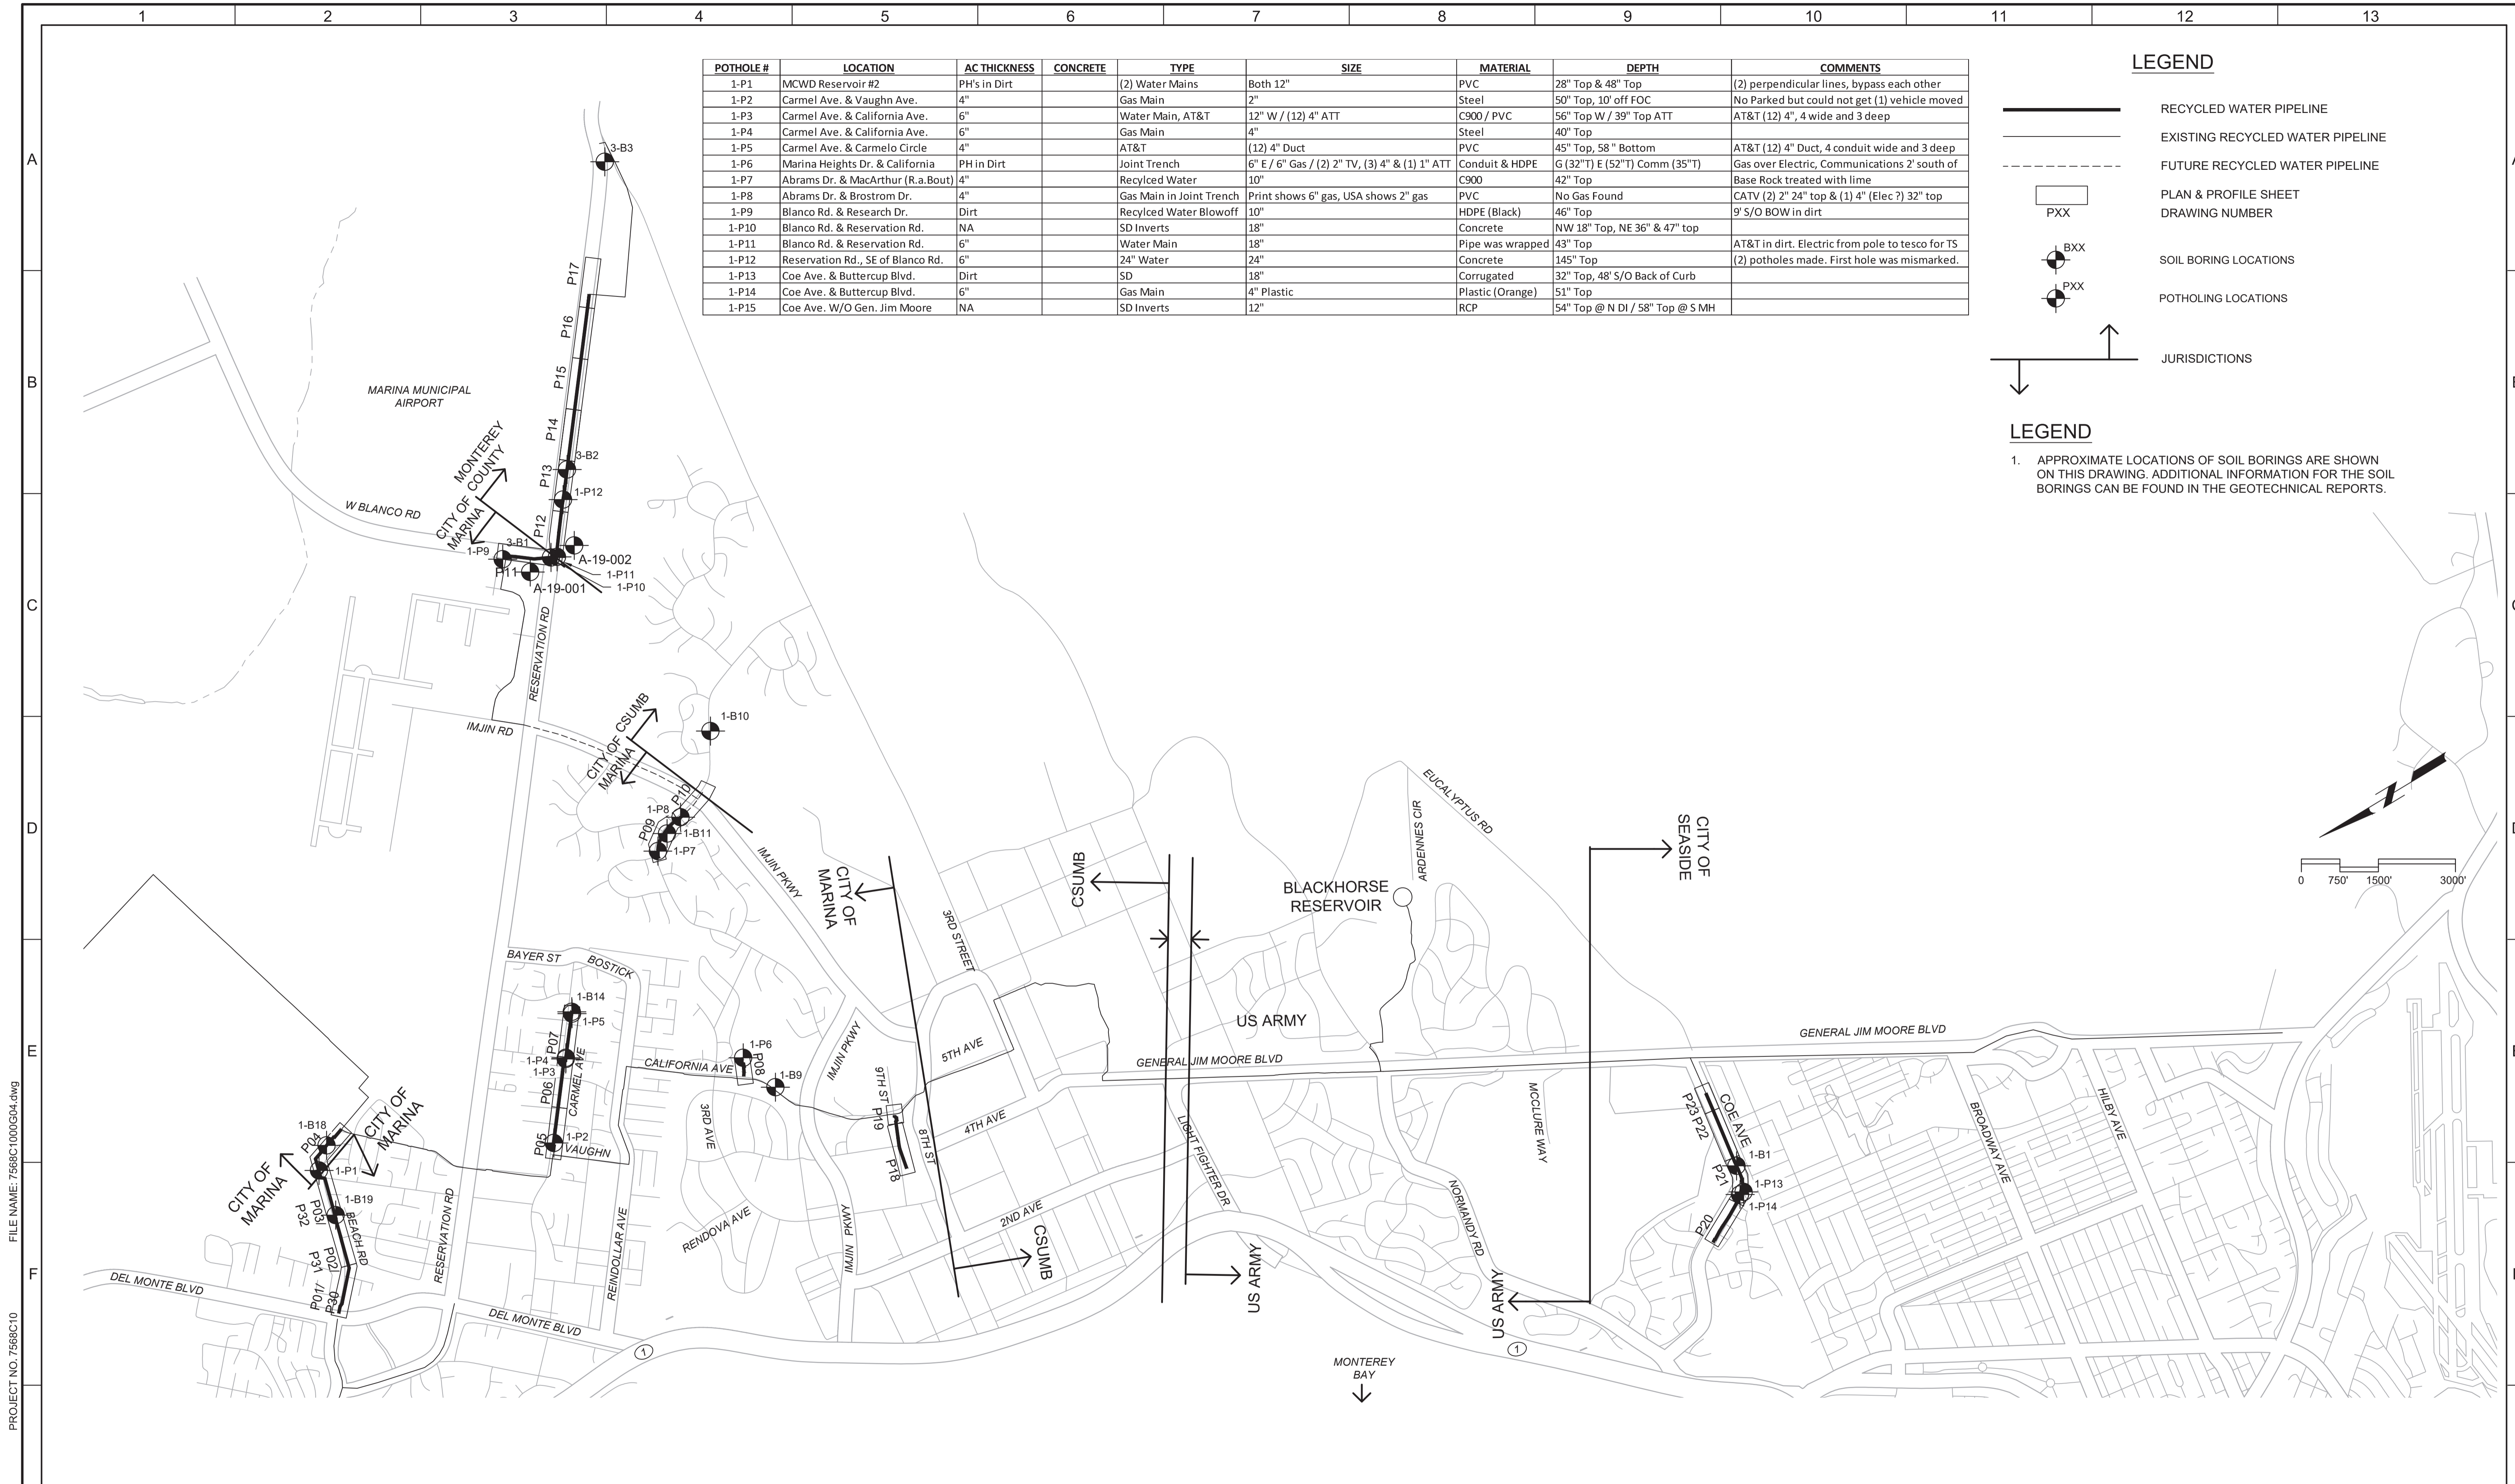 1 2 3 4 5 6 7 8 9 10 11 12 13
POTHOLE # LOCATION AC THICKNESS CONCRETE TYPE SIZE MATERIAL DEPTH COMMENTS
1-P1 MCWD Reservoir #2 PH's in Dirt (2) Water Mains Both 12" PVC 28" Top & 48" Top (2) perpendicular lines, bypass each other
1-P2 Carmel Ave. & Vaughn Ave. 4" Gas Main 2" Steel 50" Top, 10' off FOC No Parked but could not get (1) vehicle moved
1-P3 Carmel Ave. & California Ave. 6" Water Main, AT&T 12" W / (12) 4" ATT C900 / PVC 56" Top W / 39" Top ATT AT&T (12) 4", 4 wide and 3 deep
1-P4 Carmel Ave. & California Ave. 6" Gas Main 4" Steel 40" Top
1-P5 Carmel Ave. & Carmelo Circle 4" AT&T (12) 4" Duct PVC 45" Top, 58 " Bottom AT&T (12) 4" Duct, 4 conduit wide and 3 deep
1-P6 Marina Heights Dr. & California PH in Dirt Joint Trench 6" E / 6" Gas / (2) 2" TV, (3) 4" & (1) 1" ATT Conduit & HDPE G (32"T) E (52"T) Comm (35"T) Gas over Electric, Communications 2' south of
1-P7 Abrams Dr. & MacArthur (R.a.Bout) 4" Recylced Water 10" C900 42" Top Base Rock treated with lime
1-P8 Abrams Dr. & Brostrom Dr. 4" Gas Main in Joint Trench Print shows 6" gas, USA shows 2" gas PVC No Gas Found CATV (2) 2" 24" top & (1) 4" (Elec ?) 32" top
1-P9 Blanco Rd. & Research Dr. Dirt Recylced Water Blowoff 10" HDPE (Black) 46" Top 9' S/O BOW in dirt
1-P10 Blanco Rd. & Reservation Rd. NA SD Inverts 18" Concrete NW 18" Top, NE 36" & 47" top
1-P11 Blanco Rd. & Reservation Rd. 6" Water Main 18" Pipe was wrapped 43" Top AT&T in dirt. Electric from pole to tesco for TS
1-P12 Reservation Rd., SE of Blanco Rd. 6" 24" Water 24" Concrete 145" Top (2) potholes made. First hole was mismarked.
1-P13 Coe Ave. & Buttercup Blvd. Dirt SD 18" Corrugated 32" Top, 48' S/O Back of Curb
1-P14 Coe Ave. & Buttercup Blvd. 6" Gas Main 4" Plastic Plastic (Orange) 51" Top
1-P15 Coe Ave. W/O Gen. Jim Moore NA SD Inverts 12" RCP 54" Top @ N DI / 58" Top @ S MH
LEGEND
RECYCLED WATER PIPELINE
EXISTING RECYCLED WATER PIPELINE
FUTURE RECYCLED WATER PIPELINE
PLAN & PROFILE SHEET
PXX DRAWING NUMBER
BXX
SOIL BORING LOCATIONS
PXX
POTHOLING LOCATIONS
JURISDICTIONS
LEGEND
1. APPROXIMATE LOCATIONS OF SOIL BORINGS ARE SHOWN
ON THIS DRAWING. ADDITIONAL INFORMATION FOR THE SOIL
BORINGS CAN BE FOUND IN THE GEOTECHNICAL REPORTS.
A
B
C
D
E
F
3-B3
P17
P16
P15
P14
P13
P12
3-B2
1-P12
MARINA MUNICIPAL
AIRPORT
MONTEREY
COUNTY
CITY OF
MARINA
W BLANCO RD
3-B1
1-P9
P11
A-19-002
1-P11
1-P10
A-19-001
RESERVATION RD
IMJIN RD
CSUMB
CITY OF
MARINA
1-B10
P10
1-P8
P09
1-B11
1-P7
IMJIN PKWY
CITY OF
MARINA
3RD STREET
CSUMB
BLACKHORSE
RESERVOIR
ARDENNES CIR
EUCALYPTUS RD
CITY OF
SEASIDE
0 750' 1500' 3000'
BAYER ST
BOSTICK
1-B14
1-P5
P07
1-P4
1-P3
P06
CARMEL AVE
P05
1-P2
VAUGHN
CALIFORNIA AVE
1-P6
P08
1-B9
IMJIN PKWY
9TH ST
P19
P18
8TH ST
5TH AVE
4TH AVE
3RD AVE
2ND AVE
US ARMY
GENERAL JIM MOORE BLVD
GENERAL JIM MOORE BLVD
LIGHT FIGHTER DR
MCCLURE WAY
NORMANDY RD
P23
P22
COE AVE
1-B1
P21
1-P13
1-P14
P20
BROADWAY AVE
HILBY AVE
1-B18
P04
CITY OF
MARINA
CITY OF
MARINA
1-P1
1-B19
P03/
P32
BEACH RD
P02/
P31
P01/
P30
DEL MONTE BLVD
RESERVATION RD
DEL MONTE BLVD
REINDOLLAR AVE
RENDOVA AVE
IMJIN PKWY
CSUMB
US ARMY
US ARMY
1
1
MONTEREY
BAY
PROJECT NO. 7568C10 FILE NAME: 7568C1000G04.dwg